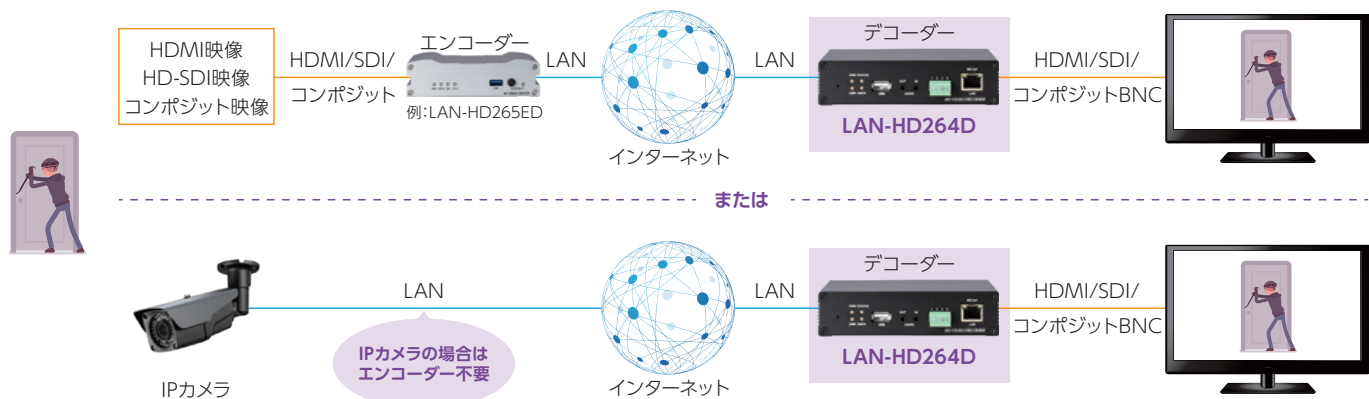 HDMI映像
HD-SDI映像
コンポジット映像
HDMI/SDI/
コンポジット
エンコーダー
例：LAN-HD265ED
LAN
インターネット
LAN
デコーダー
LAN-HD264D
HDMI/SDI/
コンポジットBNC
または
IPカメラ
LAN
IPカメラの場合は
エンコーダー不要
インターネット
LAN
デコーダー
LAN-HD264D
HDMI/SDI/
コンポジットBNC